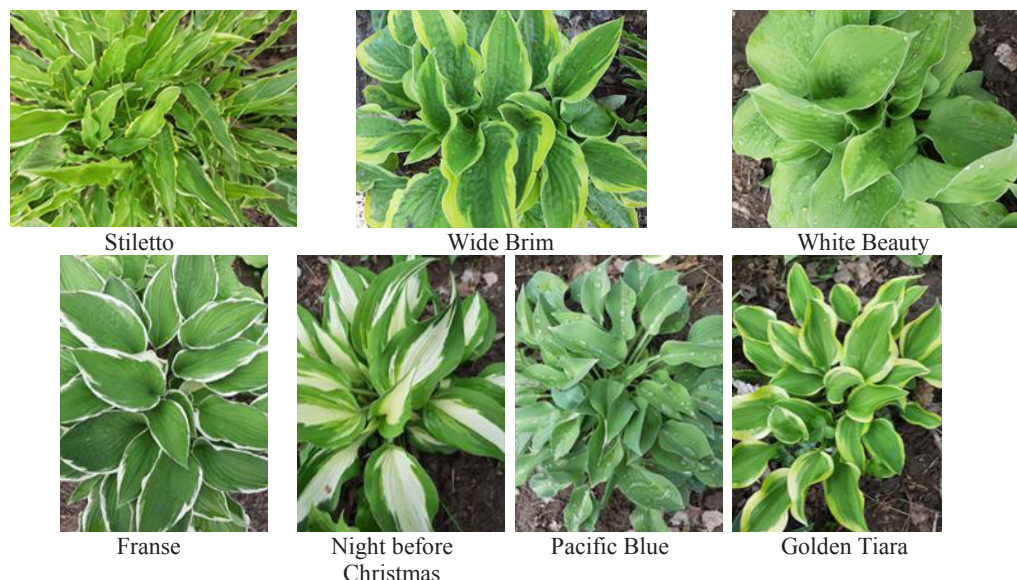 Stiletto
Wide Brim
White Beauty
Franse
Night before
Christmas
Pacific Blue
Golden Tiara